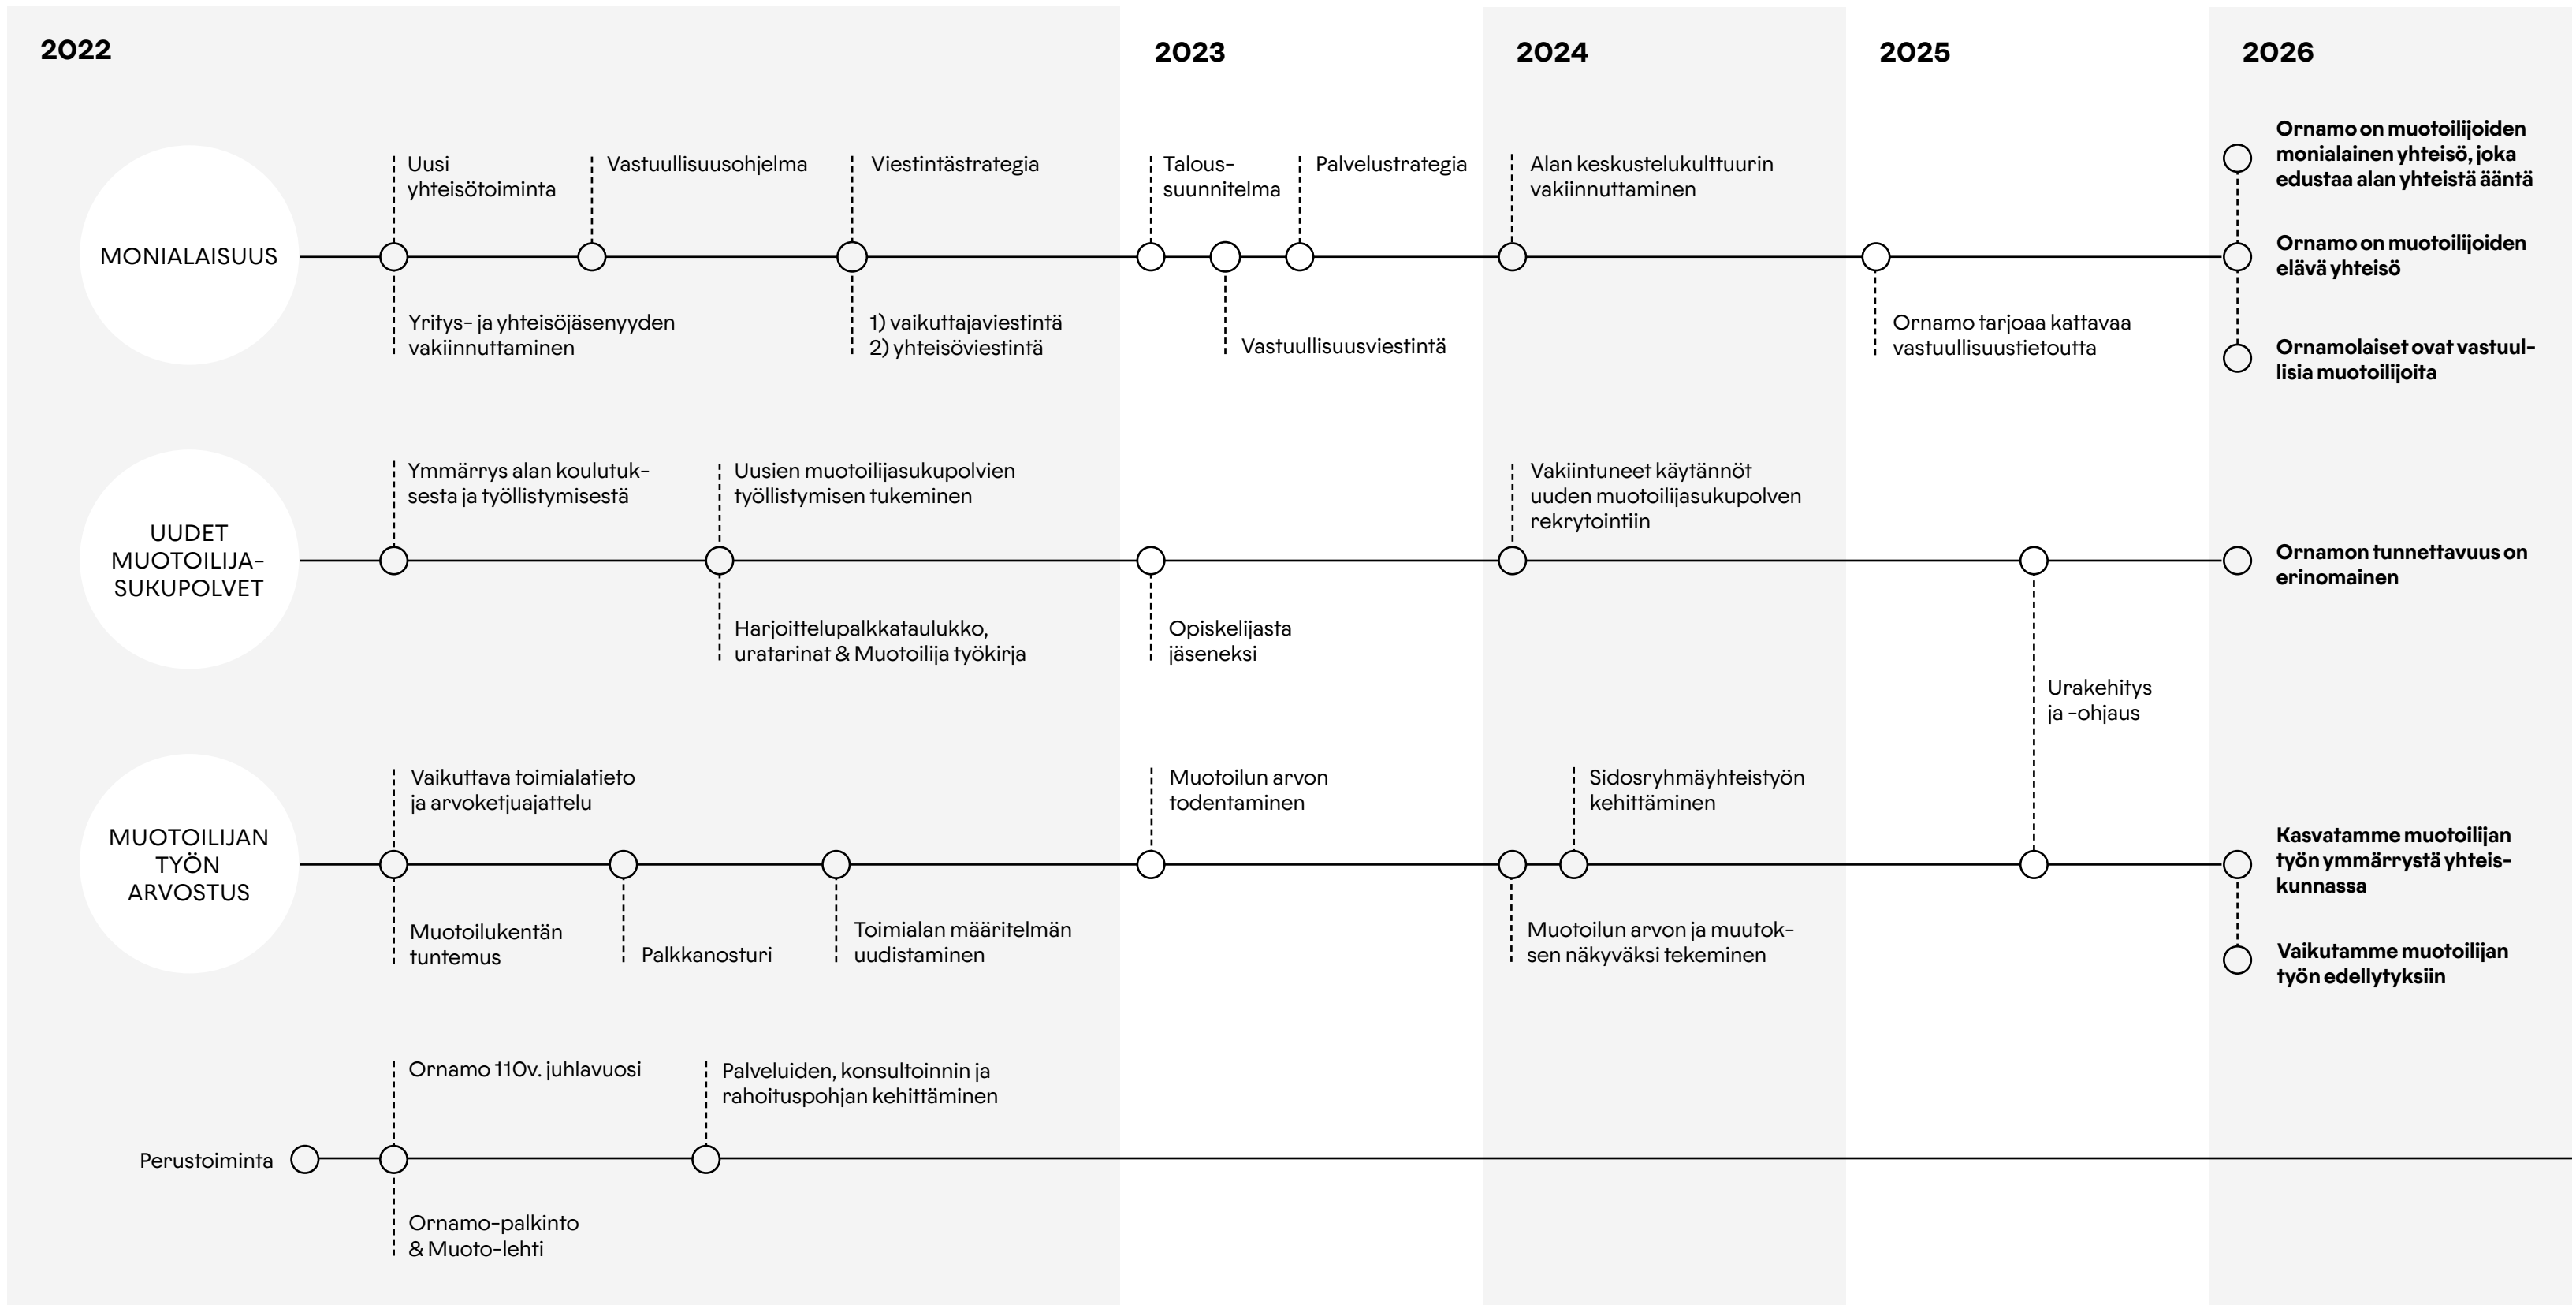 2022
2023
2024
2025
2026
MONIALAISUUS
Uusi
yhteisötoiminta
Vastuullisuusohjelma
Viestintästrategia
Talous-
suunnitelma
Palvelustrategia
Alan keskustelukulttuurin
vakiinnuttaminen
Yritys- ja yhteisöjäsenyyden
vakiinnuttaminen
1) vaikuttajaviestintä
2) yhteisöviestintä
Vastuullisuusviestintä
Ornamo tarjoaa kattavaa
vastuullisuustietoutta
Ornamo on muotoilijoiden
monialainen yhteisö, joka
edustaa alan yhteistä ääntä
Ornamo on muotoilijoiden
elävä yhteisö
Ornamolaiset ovat vastuul-
lisia muotoilijoita
UUDET
MUOTOILIJA-
SUKUPOLVET
Ymmärrys alan koulutuk-
sesta ja työllistymisestä
Uusien muotoilijasukupolvien
työllistymisen tukeminen
Vakiintuneet käytännöt
uuden muotoilijasukupolven
rekrytointiin
Harjoittelupalkkataulukko,
uratarinat & Muotoilija työkirja
Opiskelijasta
jäseneksi
Urakehitys
ja -ohjaus
Ornamon tunnettavuus on
erinomainen
MUOTOILIJAN
TYÖN
ARVOSTUS
Vaikuttava toimialatieto
ja arvoketjuajattelu
Muotoilun arvon
todentaminen
Sidosryhmäyhteistyön
kehittäminen
Muotoilukentän
tuntemus
Palkkanosturi
Toimialan määritelmän
uudistaminen
Muotoilun arvon ja muutok-
sen näkyväksi tekeminen
Kasvatamme muotoilijan
työn ymmärrystä yhteis-
kunnassa
Vaikutamme muotoilijan
työn edellytyksiin
Perustoiminta
Ornamo 110v. juhlavuosi
Palveluiden, konsultoinnin ja
rahoituspohjan kehittäminen
Ornamo-palkinto
& Muoto-lehti